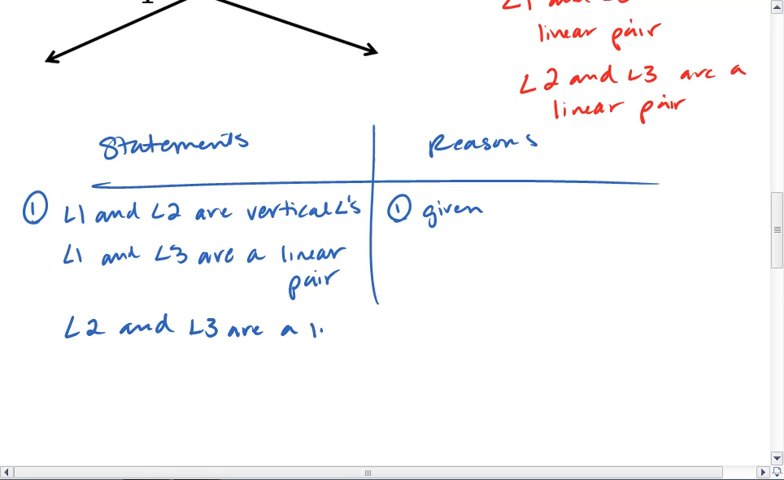 linear pair
∠2 and ∠3 are a
linear pair
Statements
Reasons
① ∠1 and ∠2 are vertical ∠'s
① given
∠1 and ∠3 are a linear
pair
∠2 and ∠3 are a l